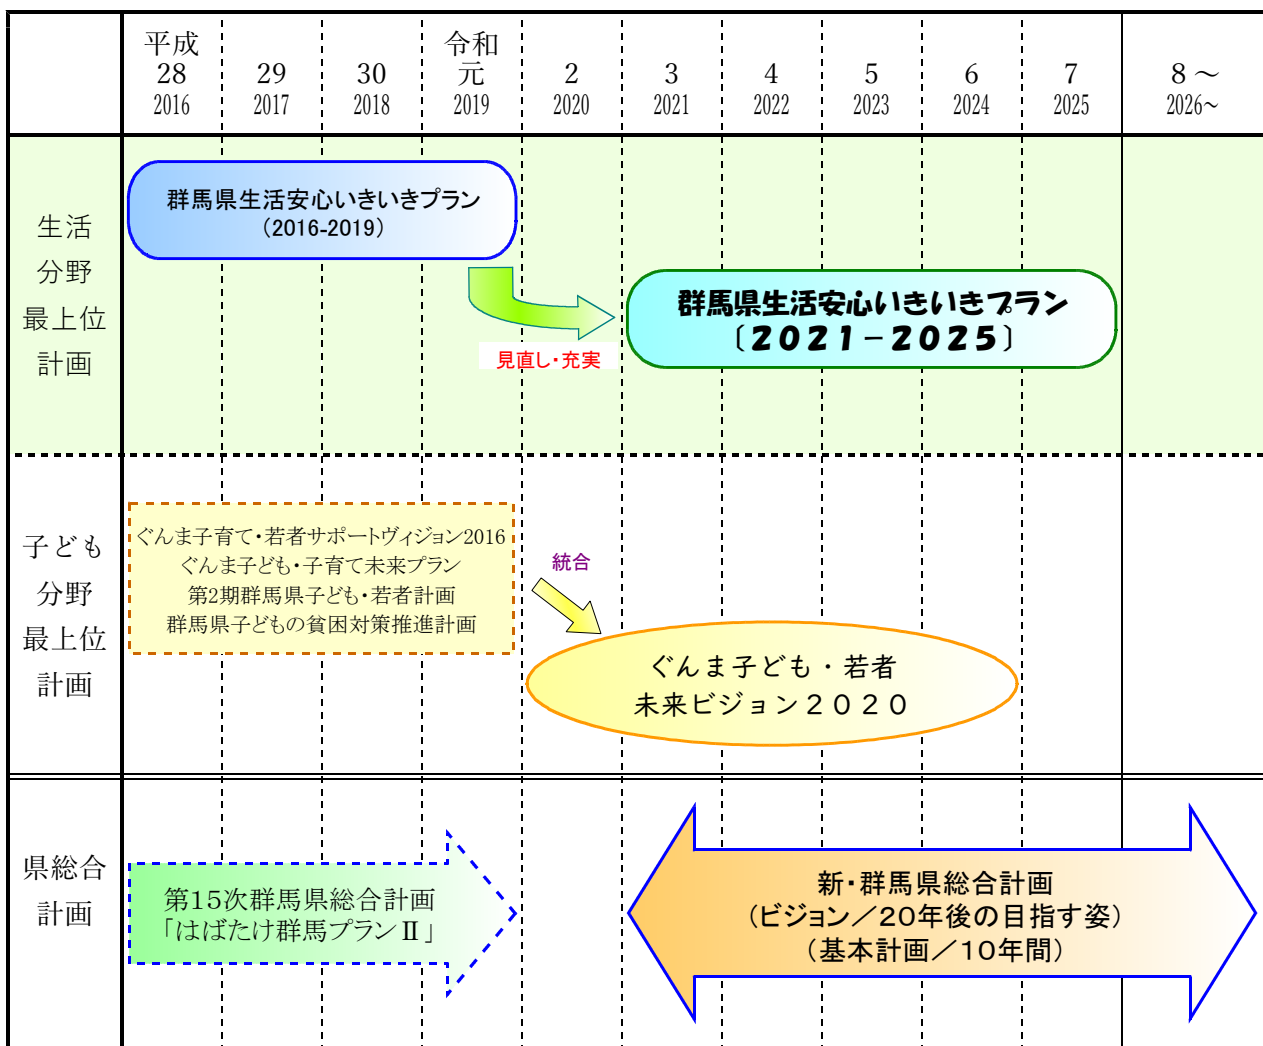 平成
28
2016
29
2017
30
2018
令和
元
2019
2
2020
3
2021
4
2022
5
2023
6
2024
7
2025
8～
2026~
生活
分野
最上位
計画
群馬県生活安心いきいきプラン
(2016-2019)
見直し・充実
群馬県生活安心いきいきプラン
〔2021-2025〕
子ども
分野
最上位
計画
ぐんま子育て・若者サポートヴィジョン2016
ぐんま子ども・子育て未来プラン
第2期群馬県子ども・若者計画
群馬県子どもの貧困対策推進計画
統合
ぐんま子ども・若者
未来ビジョン２０２０
県総合
計画
第15次群馬県総合計画
「はばたけ群馬プランⅡ」
新・群馬県総合計画
(ビジョン／20年後の目指す姿)
(基本計画／10年間)